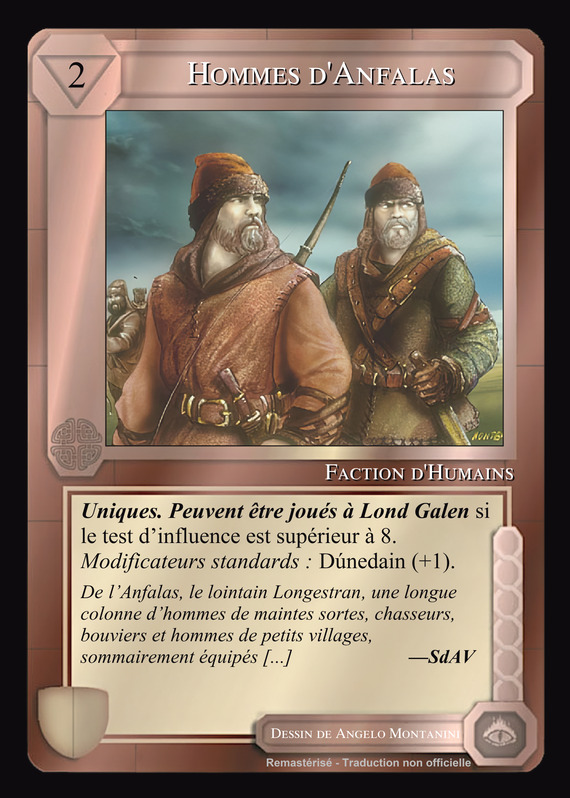 2
HOMMES D'ANFALAS
MONTE
FACTION D'HUMAINS
Uniques. Peuvent être joués à Lond Galen si
le test d'influence est supérieur à 8.
Modificateurs standards : Dúnedain (+1).
De l'Anfalas, le lointain Longestran, une longue
colonne d'hommes de maintes sortes, chasseurs,
bouviers et hommes de petits villages,
sommairement équipés [...] —SdAV
DESSIN DE ANGELO MONTANINI
Remastérisé - Traduction non officielle